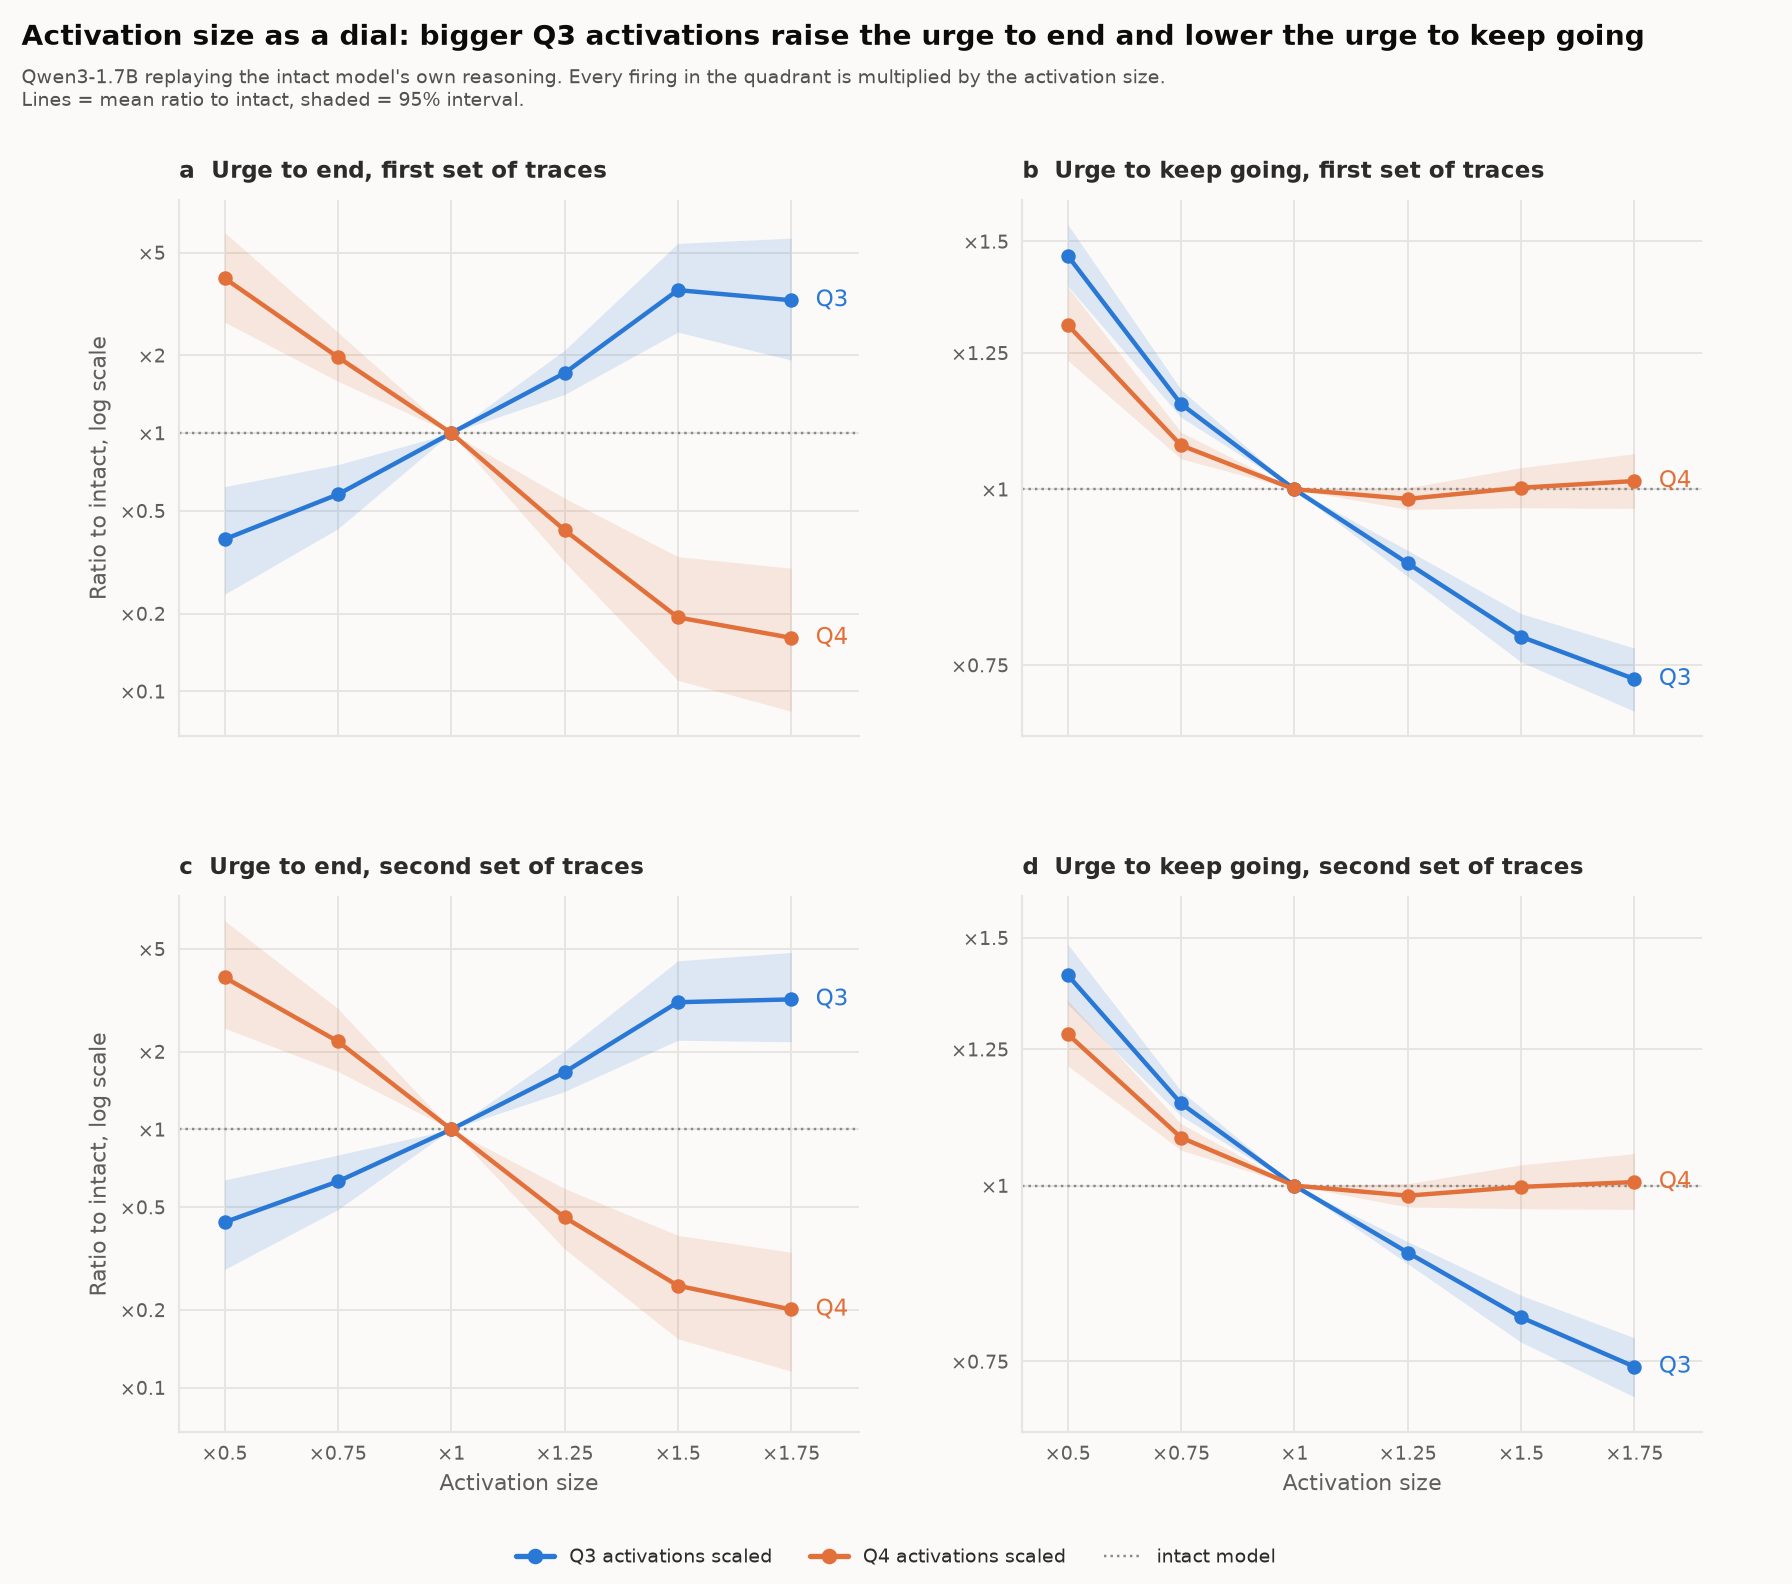 Activation size as a dial: bigger Q3 activations raise the urge to end and lower the urge to keep going
Qwen3-1.7B replaying the intact model's own reasoning. Every firing in the quadrant is multiplied by the activation size.
Lines = mean ratio to intact, shaded = 95% interval.
a Urge to end, first set of traces
Ratio to intact, log scale
×5
×2
×1
×0.5
×0.2
×0.1
Q3
Q4
b Urge to keep going, first set of traces
×1.5
×1.25
×1
×0.75
Q4
Q3
c Urge to end, second set of traces
Ratio to intact, log scale
×5
×2
×1
×0.5
×0.2
×0.1
Q3
Q4
×0.5 ×0.75 ×1 ×1.25 ×1.5 ×1.75
Activation size
d Urge to keep going, second set of traces
×1.5
×1.25
×1
×0.75
Q4
Q3
×0.5 ×0.75 ×1 ×1.25 ×1.5 ×1.75
Activation size
Q3 activations scaled Q4 activations scaled intact model